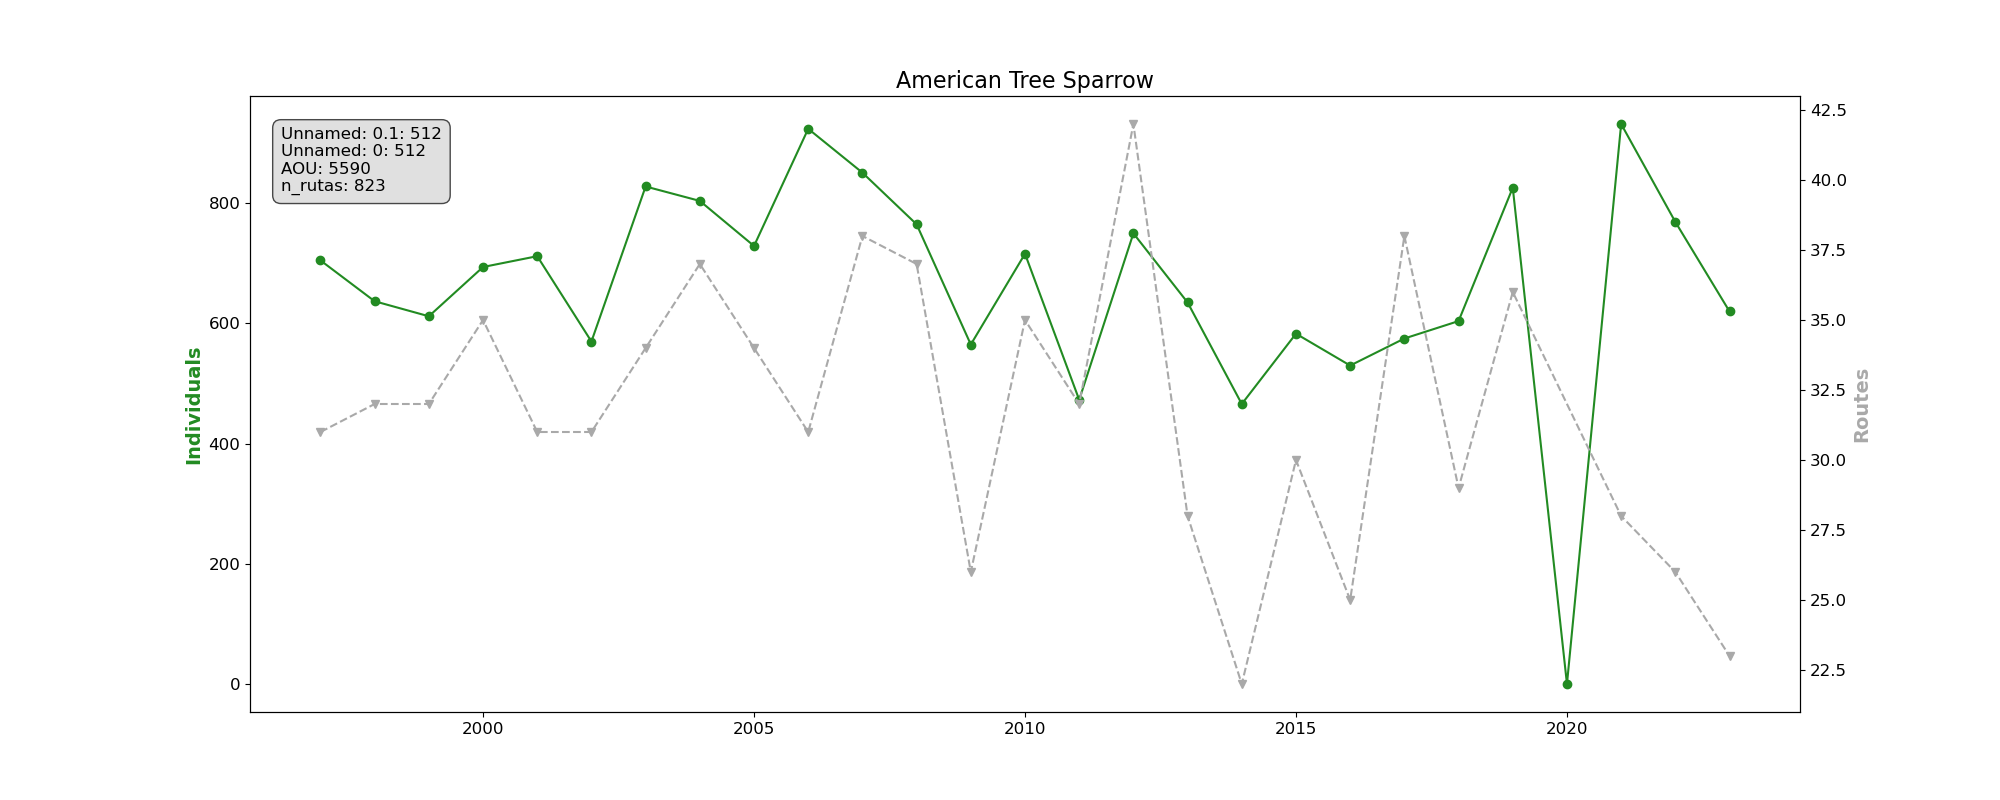 American Tree Sparrow
Unnamed: 0.1: 512
Unnamed: 0: 512
AOU: 5590
n_rutas: 823
Individuals
800
600
400
200
0
42.5
40.0
37.5
35.0
32.5
30.0
27.5
25.0
22.5
Routes
2000
2005
2010
2015
2020